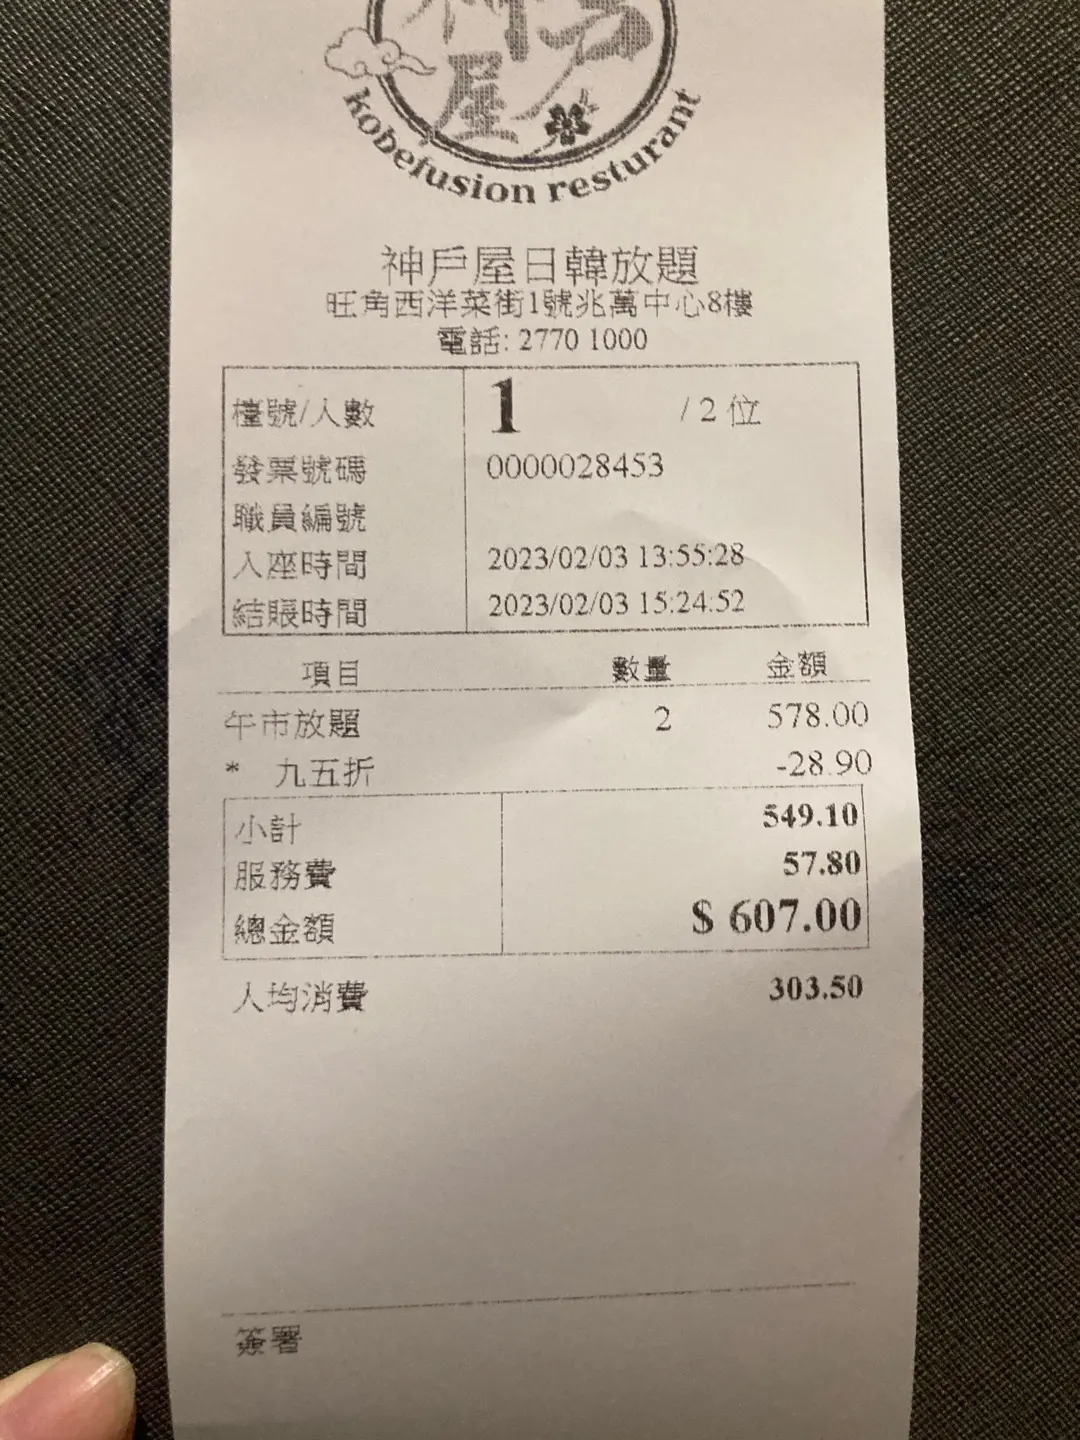 屋
kobefusion resturant
神戶屋日韓放題
旺角西洋菜街1號兆萬中心8樓
電話: 2770 1000
檯號/人數 1 / 2 位
發票號碼 0000028453
職員編號
入座時間 2023/02/03 13:55:28
結賬時間 2023/02/03 15:24:52
項目 數量 金額
午市放題 2 578.00
* 九五折 -28.90
小計 549.10
服務費 57.80
總金額 $ 607.00
人均消費 303.50
簽署